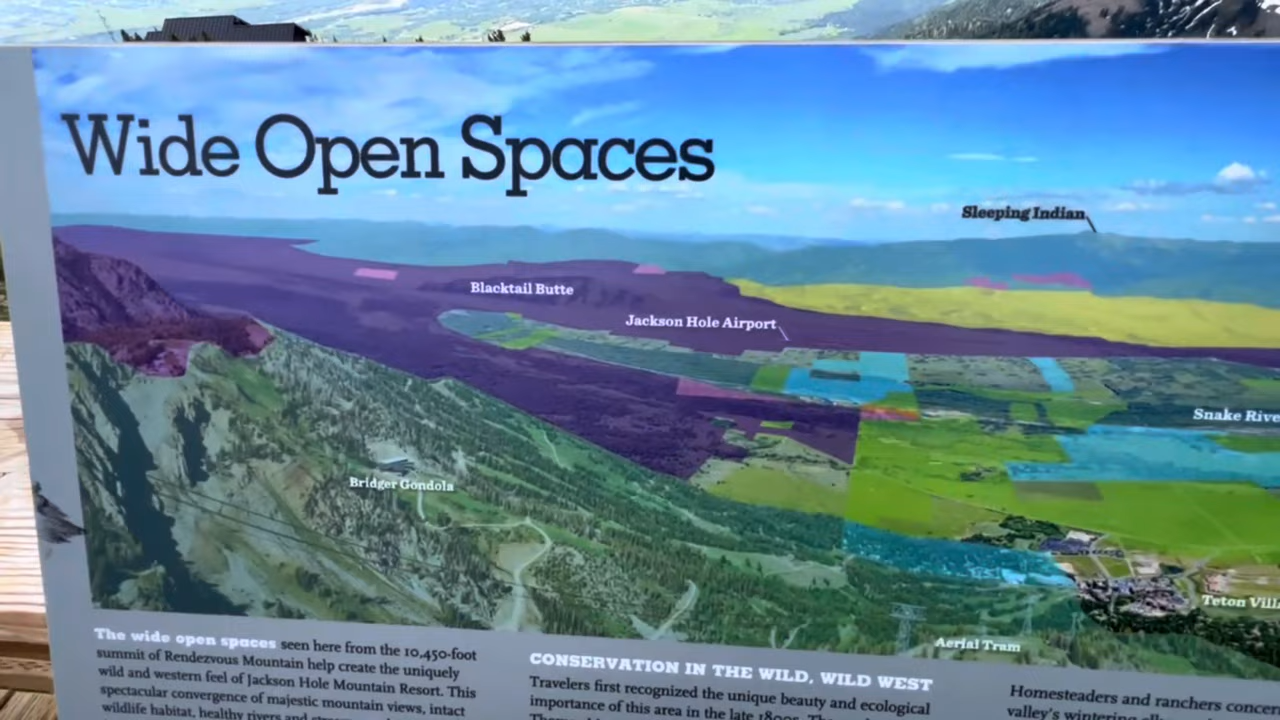 Wide Open Spaces
Sleeping Indian
Blacktail Butte
Jackson Hole Airport
Snake Rive
Bridger Gondola
Teton Vill
Aerial Tram
The wide open spaces seen here from the 10,450-foot
summit of Rendezvous Mountain help create the uniquely
wild and western feel of Jackson Hole Mountain Resort. This
spectacular convergence of majestic mountain views, intact
wildlife habitat, healthy rivers and
CONSERVATION IN THE WILD, WILD WEST
Travelers first recognized the unique beauty and ecological
importance of this area in the late 1800s.
Homesteaders and ranchers concer
valley's